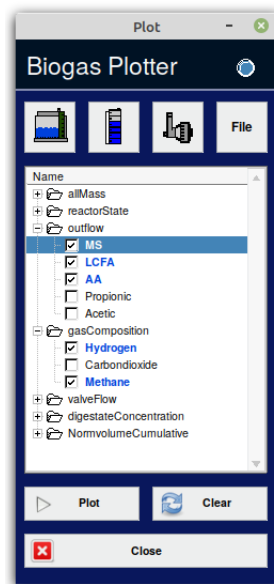 Plot
Biogas Plotter
File
Name
allMass
reactorState
outflow
MS
LCFA
AA
Propionic
Acetic
gasComposition
Hydrogen
Carbondioxide
Methane
valveFlow
digestateConcentration
NormvolumeCumulative
Plot Clear
Close